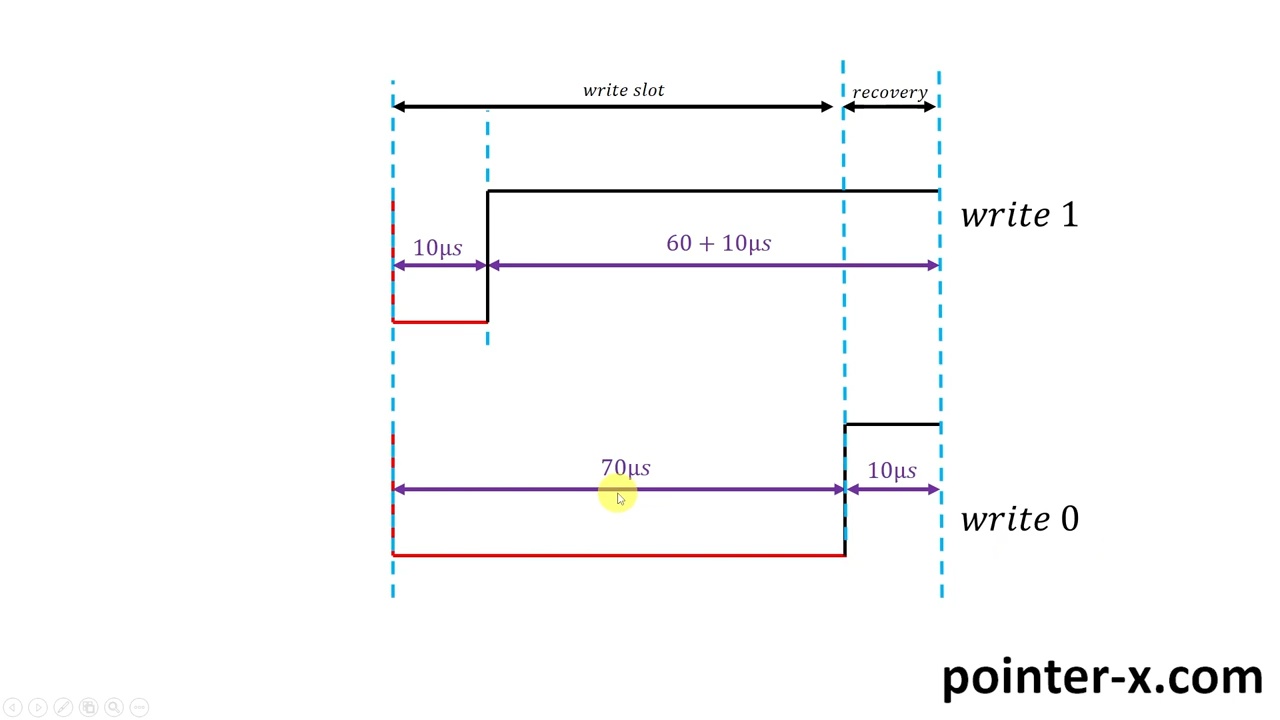 write slot
recovery
write 1
10μs
60 + 10μs
70μs
10μs
write 0
pointer-x.com